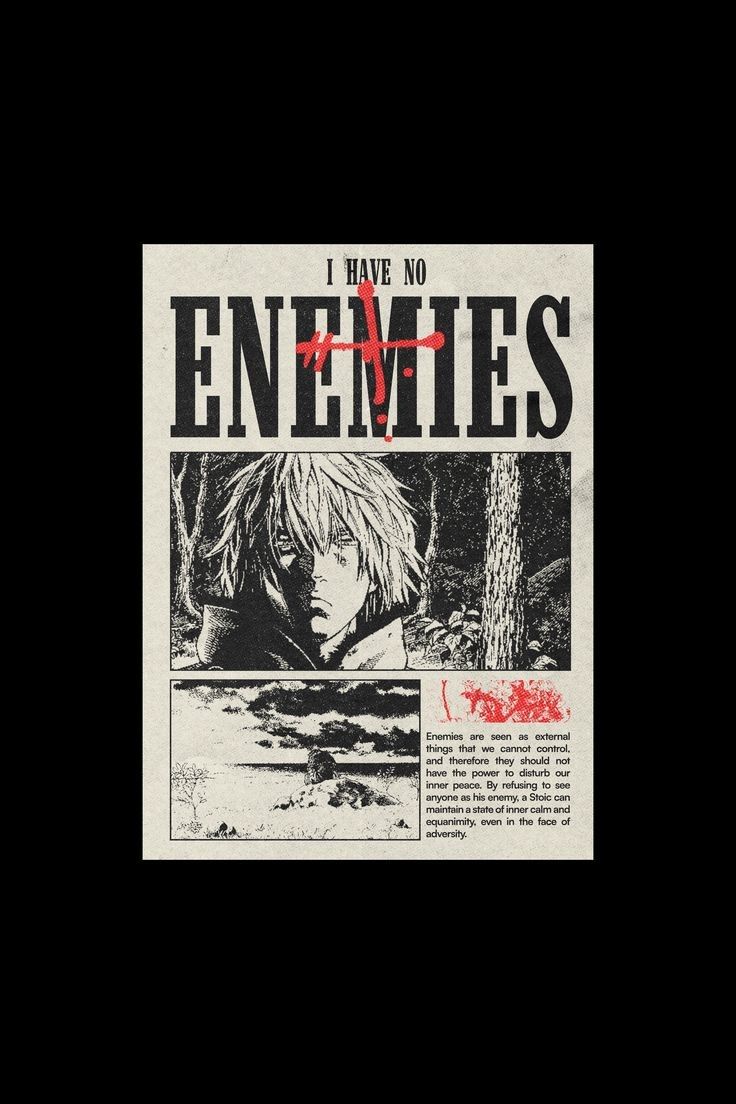 I HAVE NO
ENEMIES
Enemies are seen as external
things that we cannot control,
and therefore they should not
have the power to disturb our
inner peace. By refusing to see
anyone as his enemy, a Stoic can
maintain a state of inner calm and
equanimity, even in the face of
adversity.